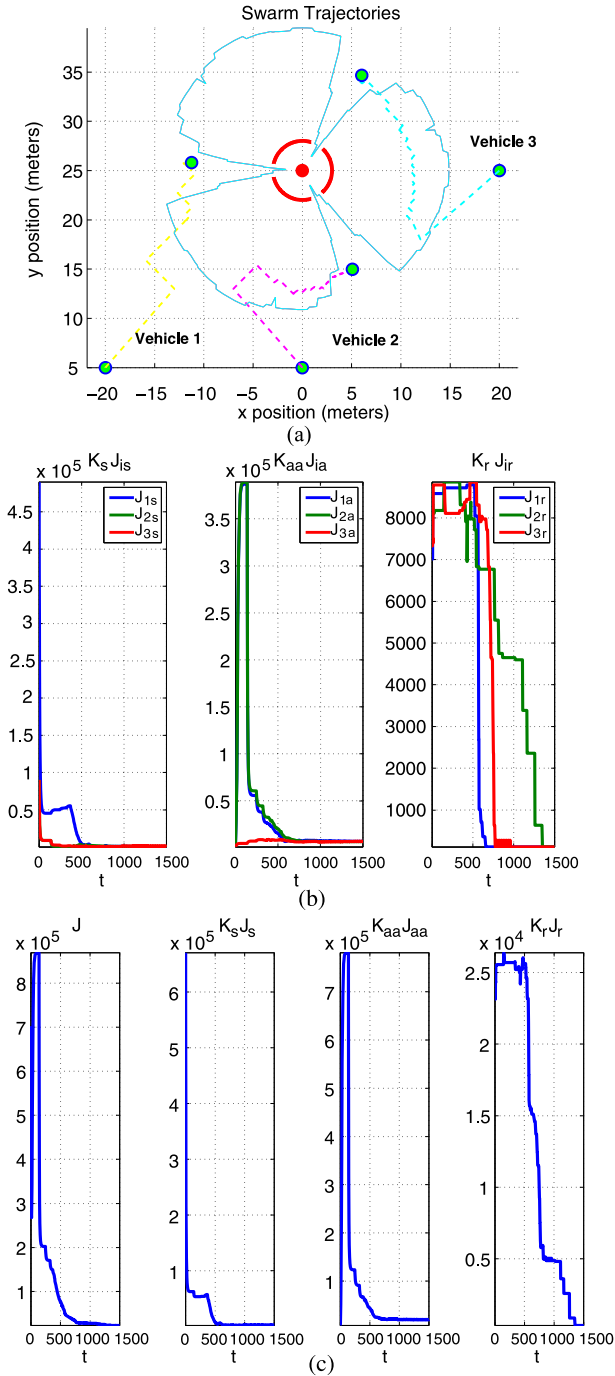 Swarm Trajectories
35
30
25
20
15
10
5
y position (meters)
Vehicle 3
Vehicle 1
Vehicle 2
−20 −15 −10 −5 0 5 10 15 20
x position (meters)
(a)
x 10^5 K_s J_is
J_1s
J_2s
J_3s
4.5
4
3.5
3
2.5
2
1.5
1
0.5
0 500 1000 1500
t
x 10^5 K_aa J_ia
J_1a
J_2a
J_3a
3.5
3
2.5
2
1.5
1
0.5
0 500 1000 1500
t
K_r J_ir
J_1r
J_2r
J_3r
8000
7000
6000
5000
4000
3000
2000
1000
0 500 1000 1500
t
(b)
J
x 10^5
8
7
6
5
4
3
2
1
0 500 1000 1500
t
K_s J_s
x 10^5
6
5
4
3
2
1
0 500 1000 1500
t
K_aa J_aa
x 10^5
7
6
5
4
3
2
1
0 500 1000 1500
t
K_r J_r
x 10^4
2.5
2
1.5
1
0.5
0 500 1000 1500
t
(c)